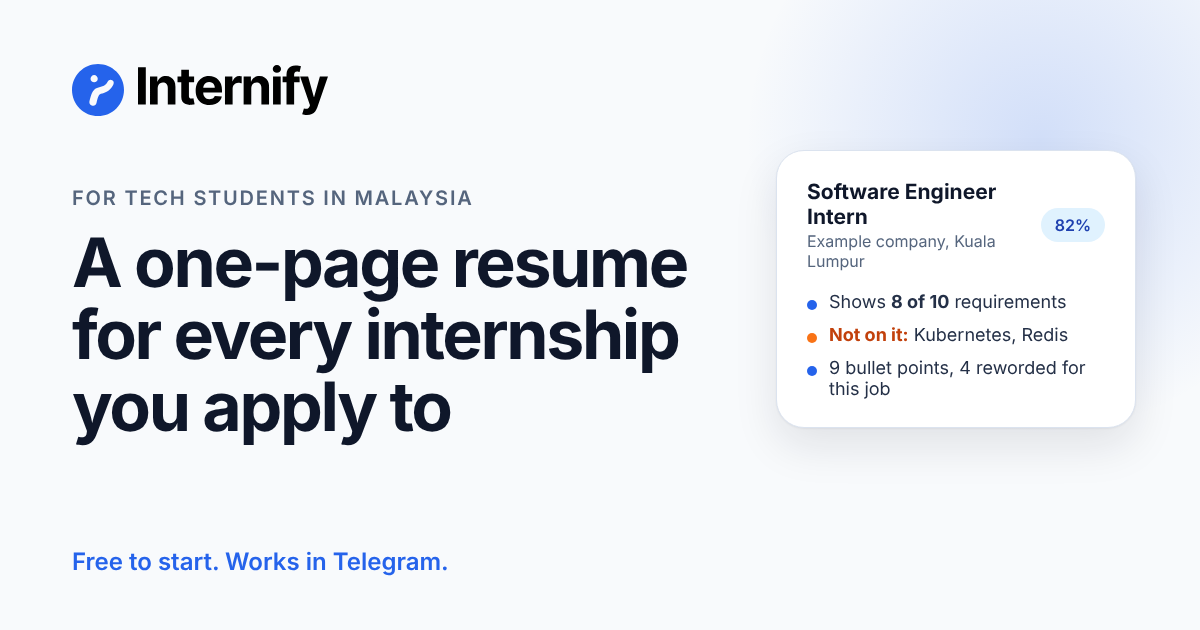 Internify
FOR TECH STUDENTS IN MALAYSIA
A one-page resume
for every internship
you apply to
Free to start. Works in Telegram.
Software Engineer
Intern
Example company, Kuala
Lumpur
82%
Shows 8 of 10 requirements
Not on it: Kubernetes, Redis
9 bullet points, 4 reworded for
this job